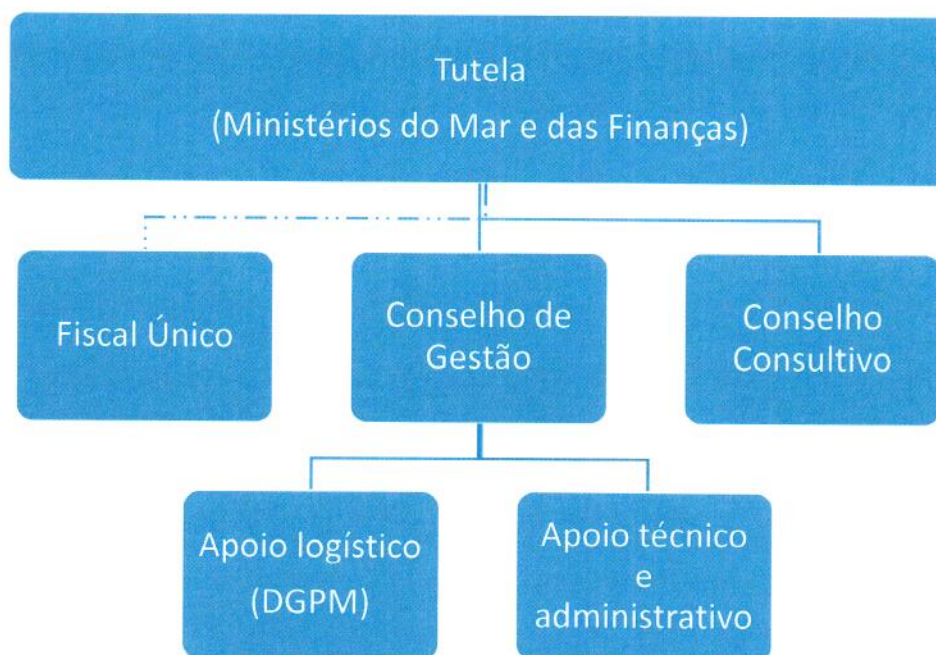 Tutela
(Ministérios do Mar e das Finanças)
Fiscal Único
Conselho de
Gestão
Conselho
Consultivo
Apoio logístico
(DGPM)
Apoio técnico
e
administrativo